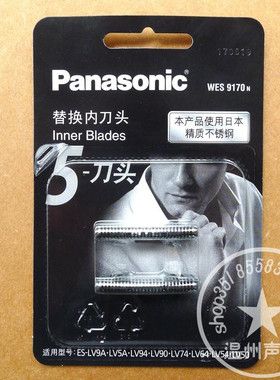 170519
Panasonic
WES 9170 N
替换内刀头
Inner Blades
本产品使用日本
精质不锈钢
5-刀头
适用型号:ES-LV9A·LV5A·LV94·LV90·LV74·LV64·LV54·LV50
温州声